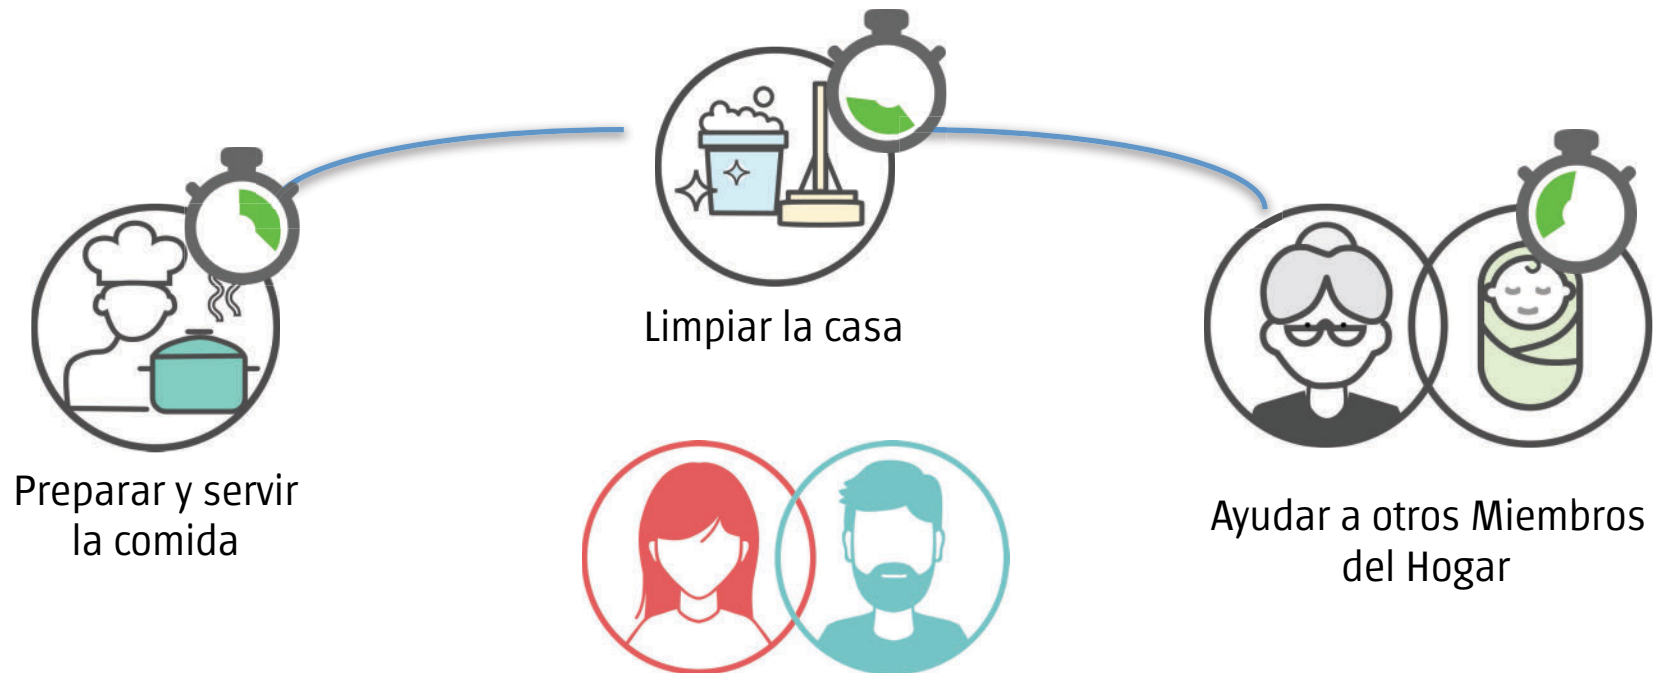 Limpiar la casa
Preparar y servir
la comida
Ayudar a otros Miembros
del Hogar